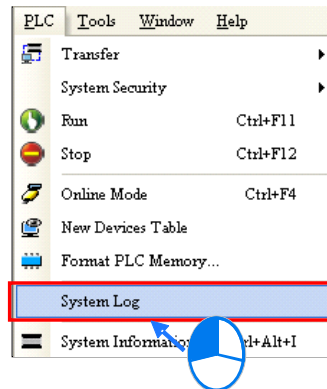 PLC Tools Window Help
Transfer
System Security
Run Ctrl+F11
Stop Ctrl+F12
Online Mode Ctrl+F4
New Devices Table
Format PLC Memory...
System Log
System +Alt+I